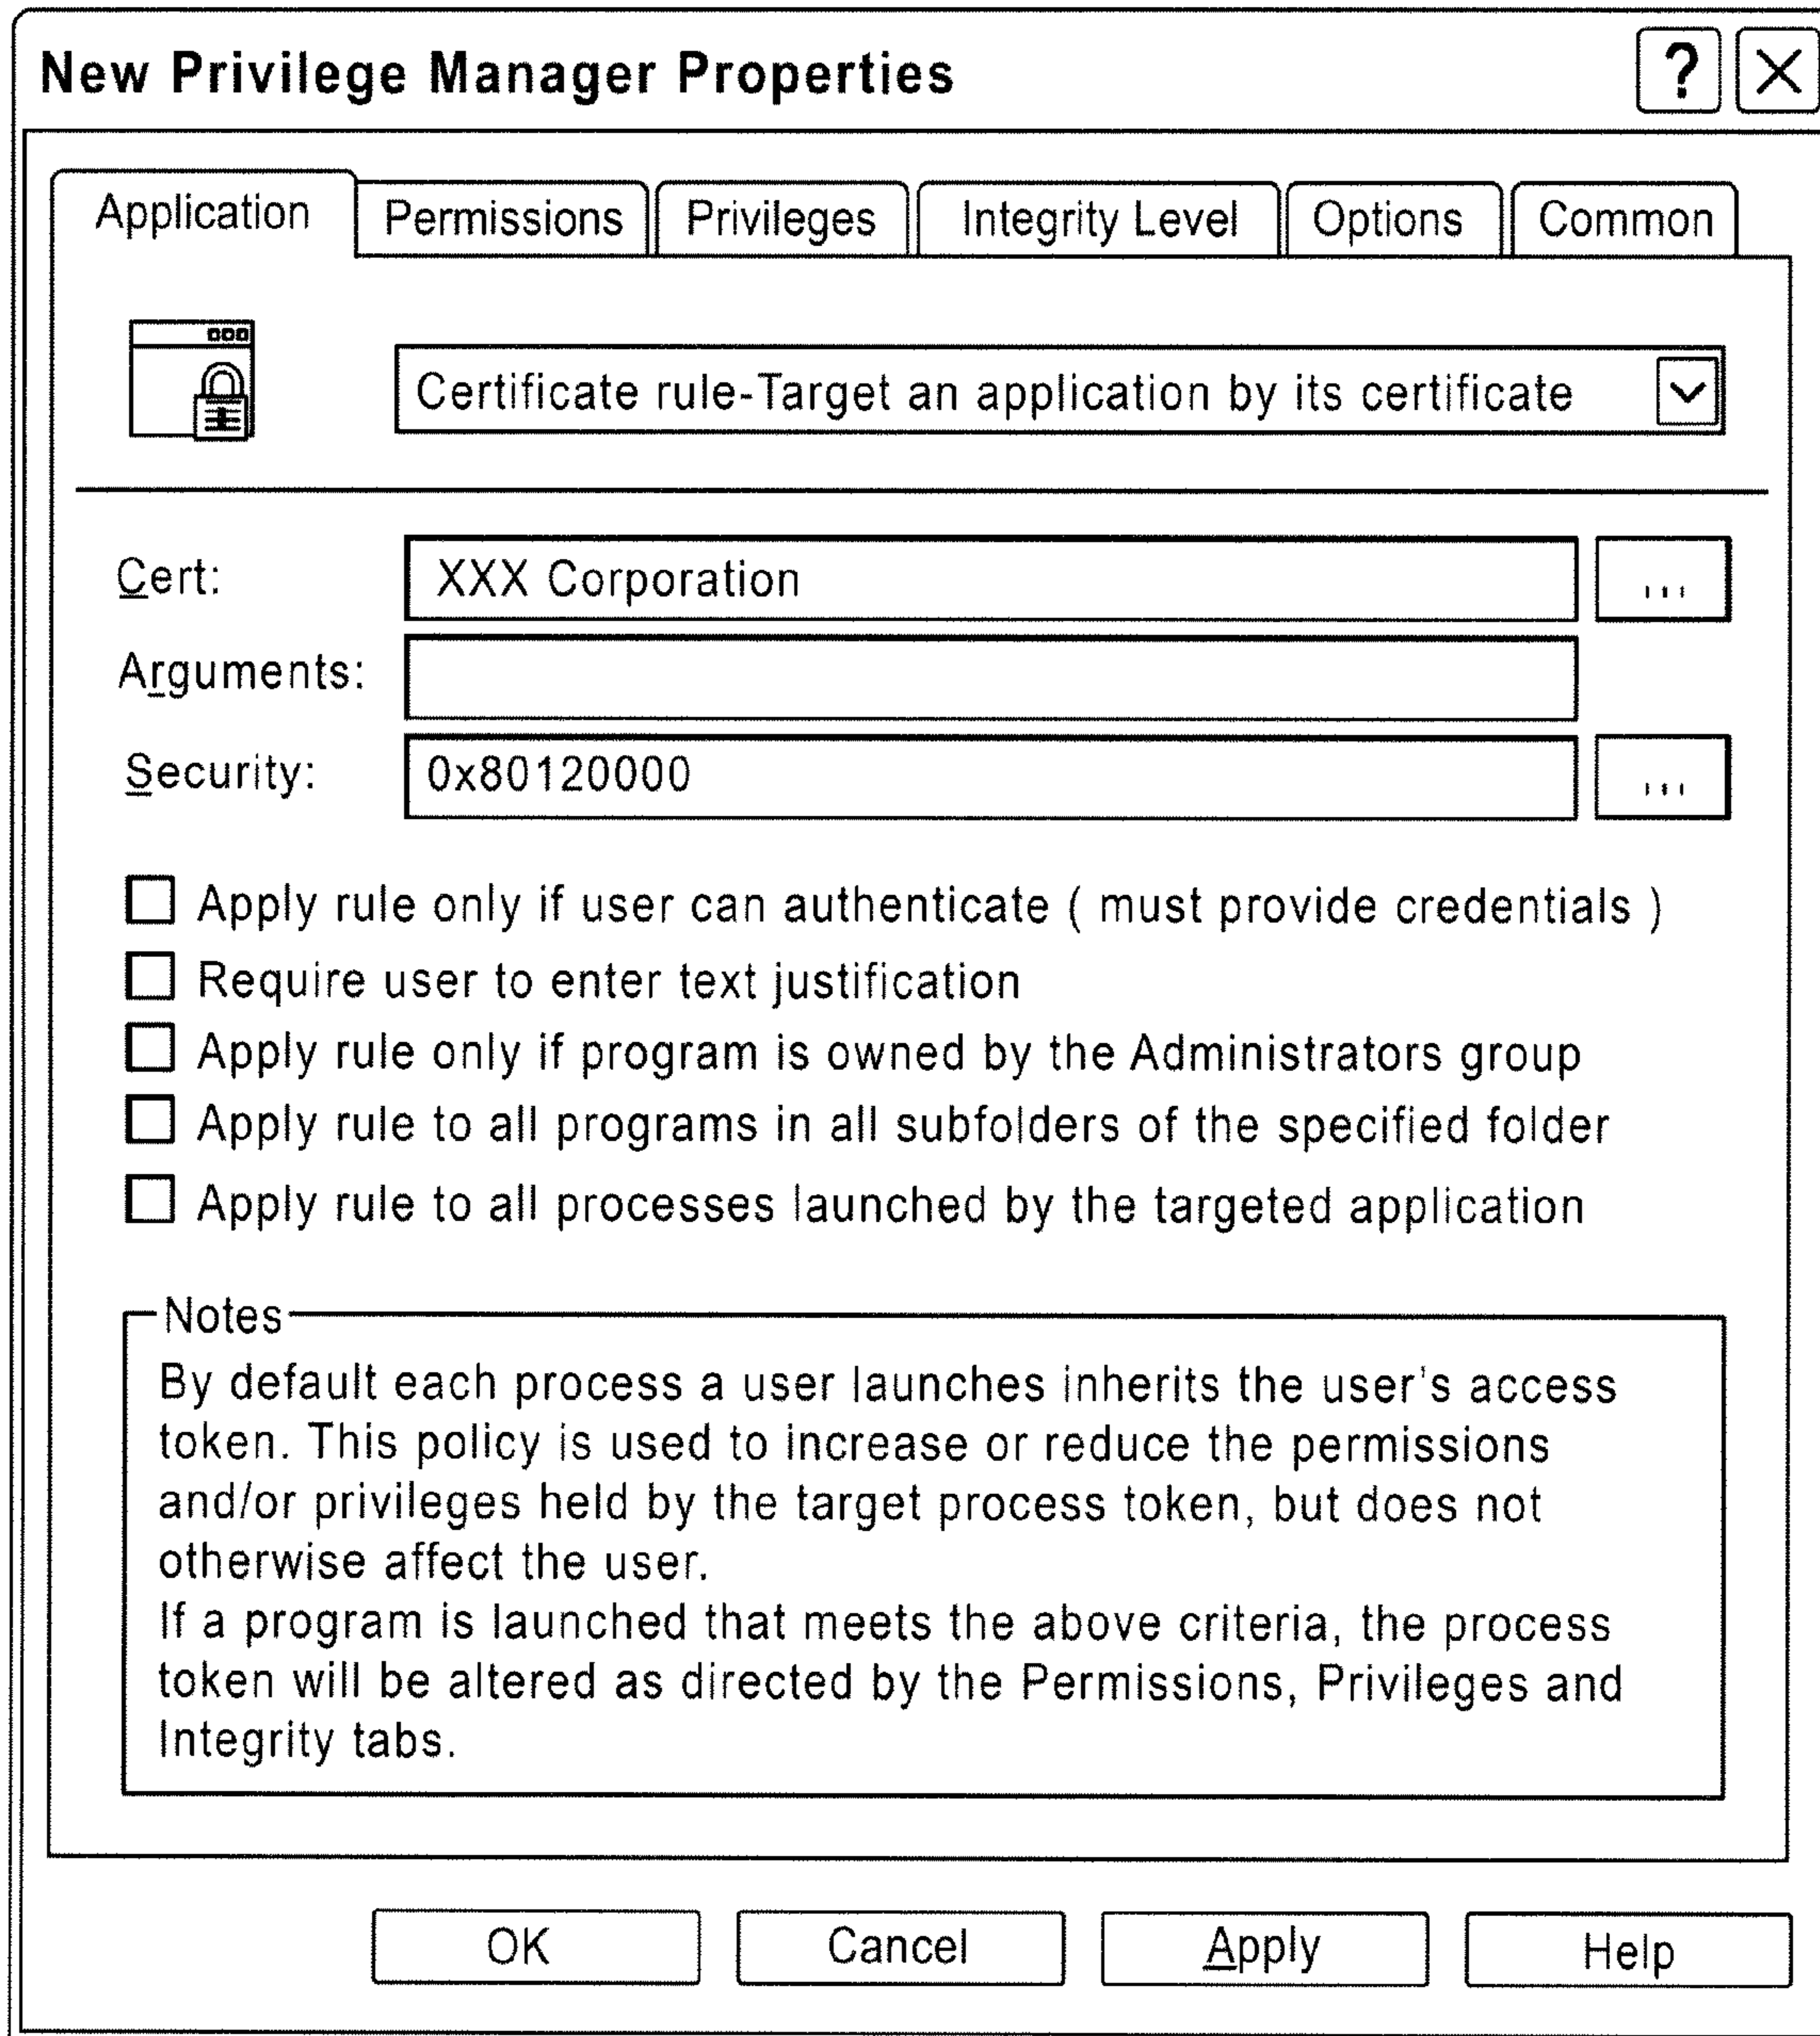 New Privilege Manager Properties ? X
Application Permissions Privileges Integrity Level Options Common
Certificate rule-Target an application by its certificate
Cert: XXX Corporation ...
Arguments:
Security: 0x80120000 ...
Apply rule only if user can authenticate ( must provide credentials )
Require user to enter text justification
Apply rule only if program is owned by the Administrators group
Apply rule to all programs in all subfolders of the specified folder
Apply rule to all processes launched by the targeted application
Notes
By default each process a user launches inherits the user's access
token. This policy is used to increase or reduce the permissions
and/or privileges held by the target process token, but does not
otherwise affect the user.
If a program is launched that meets the above criteria, the process
token will be altered as directed by the Permissions, Privileges and
Integrity tabs.
OK Cancel Apply Help